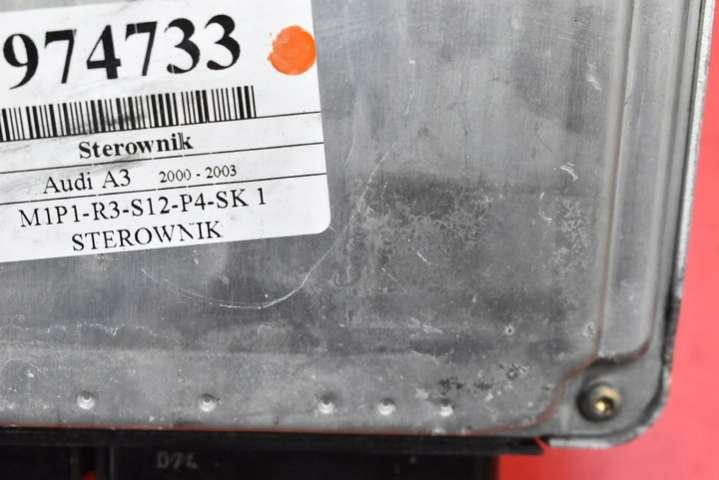 974733
Sterownik
Audi A3 2000 - 2003
M1P1-R3-S12-P4-SK 1
STEROWNIK